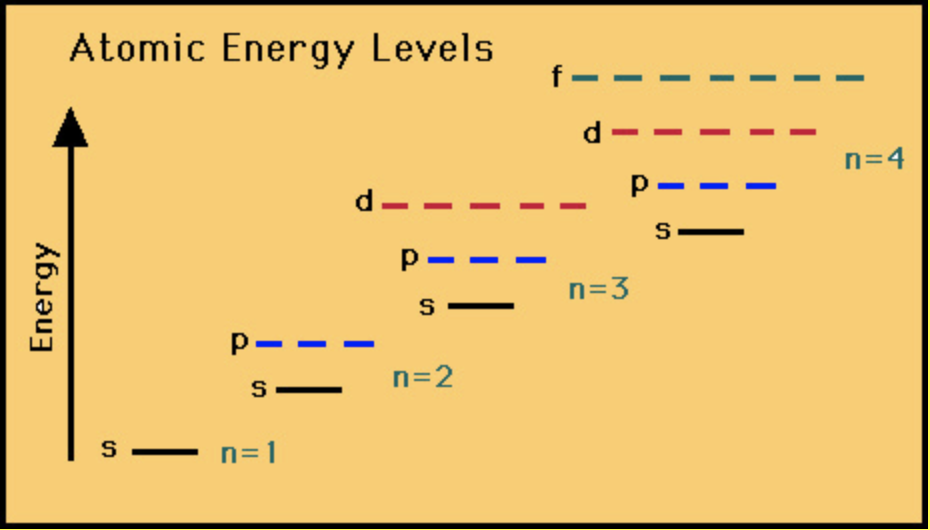 Atomic Energy Levels
f
d
n=4
p
s
d
p
n=3
s
p
n=2
s
s
n=1
Energy